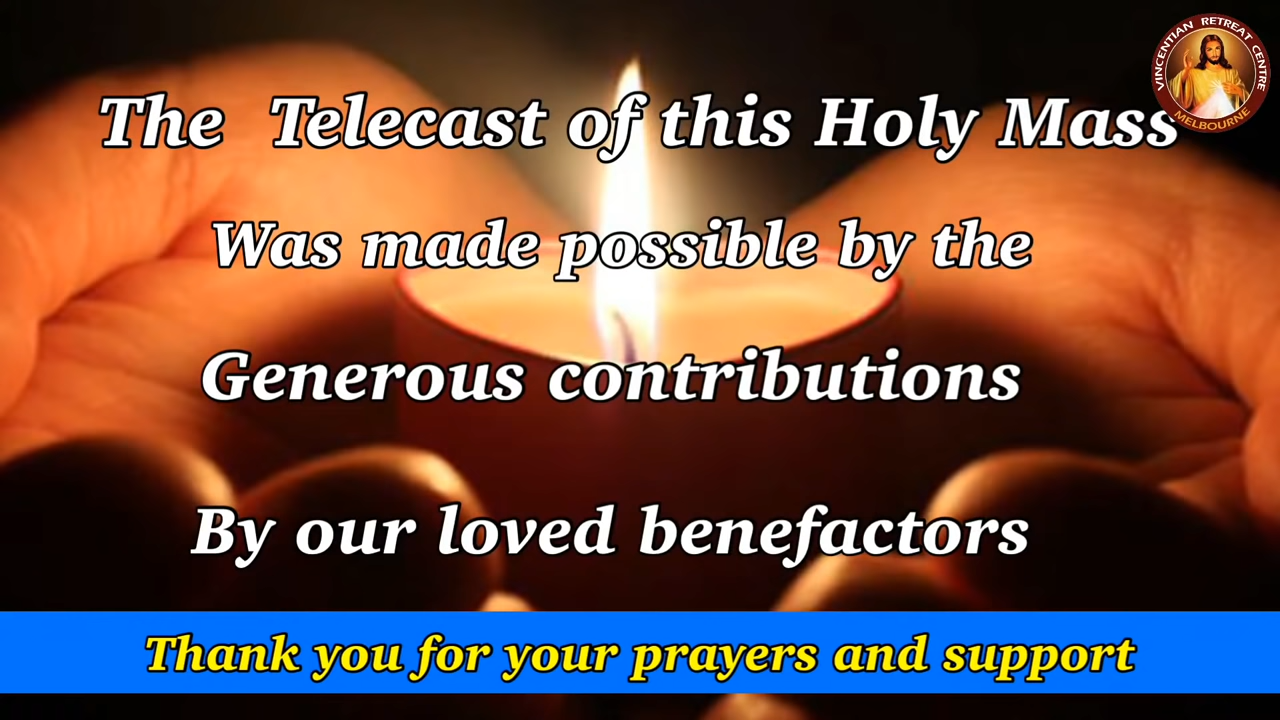 VINCENTIAN RETREAT CENTRE
MELBOURNE
The Telecast of this Holy Mass
Was made possible by the
Generous contributions
By our loved benefactors
Thank you for your prayers and support